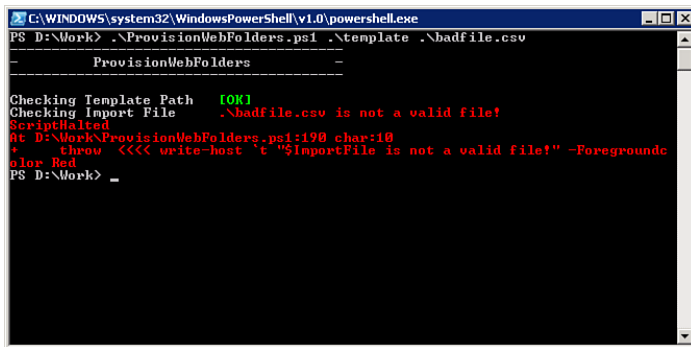 C:\WINDOWS\system32\WindowsPowerShell\v1.0\powershell.exe
PS D:\Work> .\ProvisionWebFolders.ps1 .\template .\badfile.csv
----------------------------------------
-         ProvisionWebFolders          -
----------------------------------------
Checking Template Path   [OK]
Checking Import File     .\badfile.csv is not a valid file!
ScriptHalted
At D:\Work\ProvisionWebFolders.ps1:190 char:10
+     throw  <<<< write-host `t "$ImportFile is not a valid file!" -Foregroundc
olor Red
PS D:\Work> _